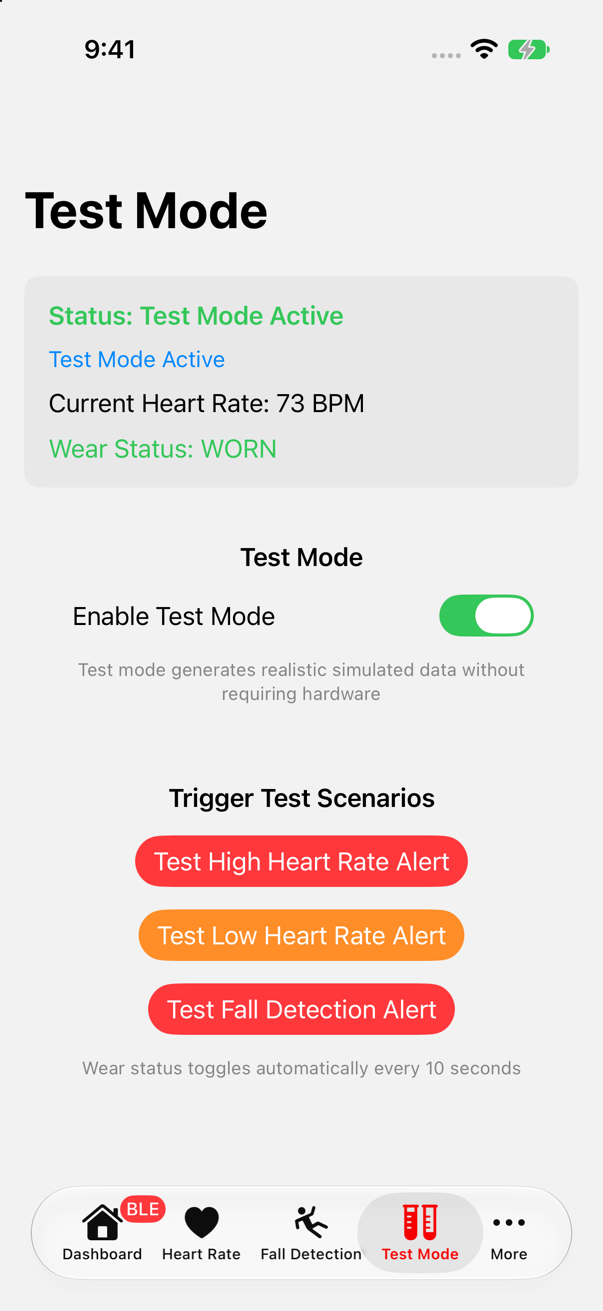 9:41
Test Mode
Status: Test Mode Active
Test Mode Active
Current Heart Rate: 73 BPM
Wear Status: WORN
Test Mode
Enable Test Mode
Test mode generates realistic simulated data without
requiring hardware
Trigger Test Scenarios
Test High Heart Rate Alert
Test Low Heart Rate Alert
Test Fall Detection Alert
Wear status toggles automatically every 10 seconds
BLE
Dashboard Heart Rate Fall Detection Test Mode More